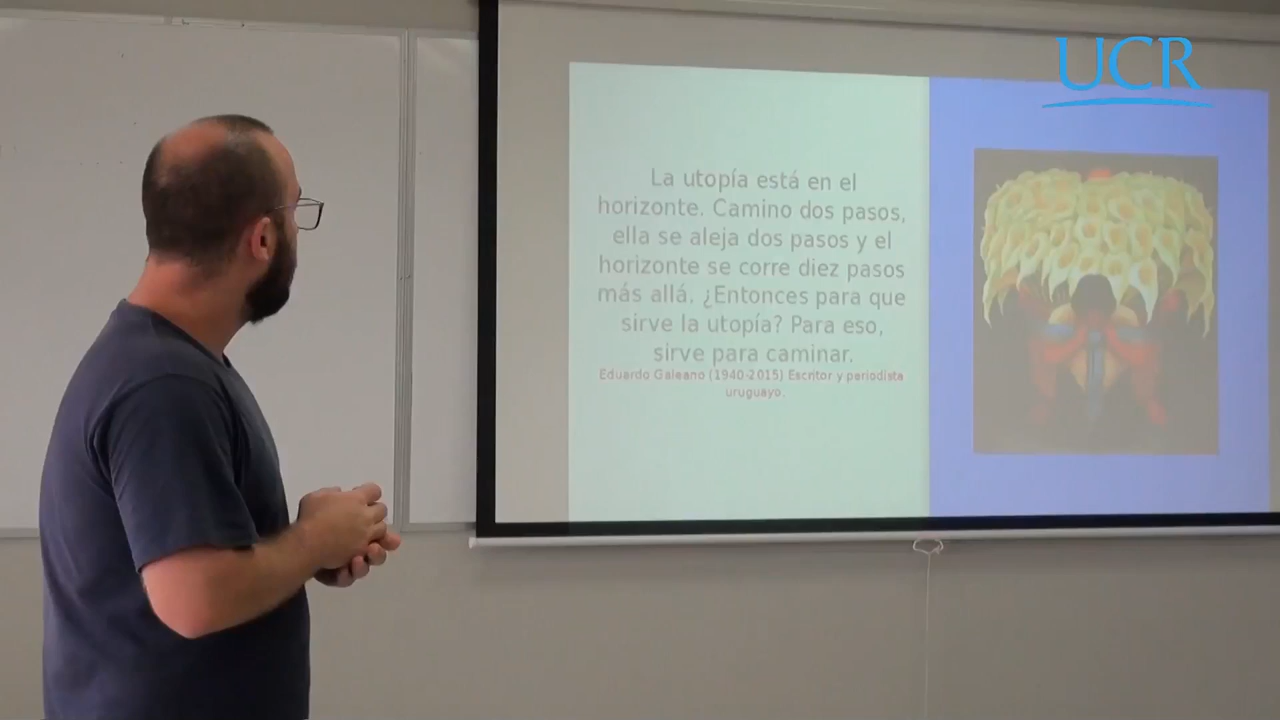 UCR
La utopía está en el
horizonte. Camino dos pasos,
ella se aleja dos pasos y el
horizonte se corre diez pasos
más allá. ¿Entonces para que
sirve la utopía? Para eso,
sirve para caminar.
Eduardo Galeano (1940-2015) Escritor y periodista
uruguayo.